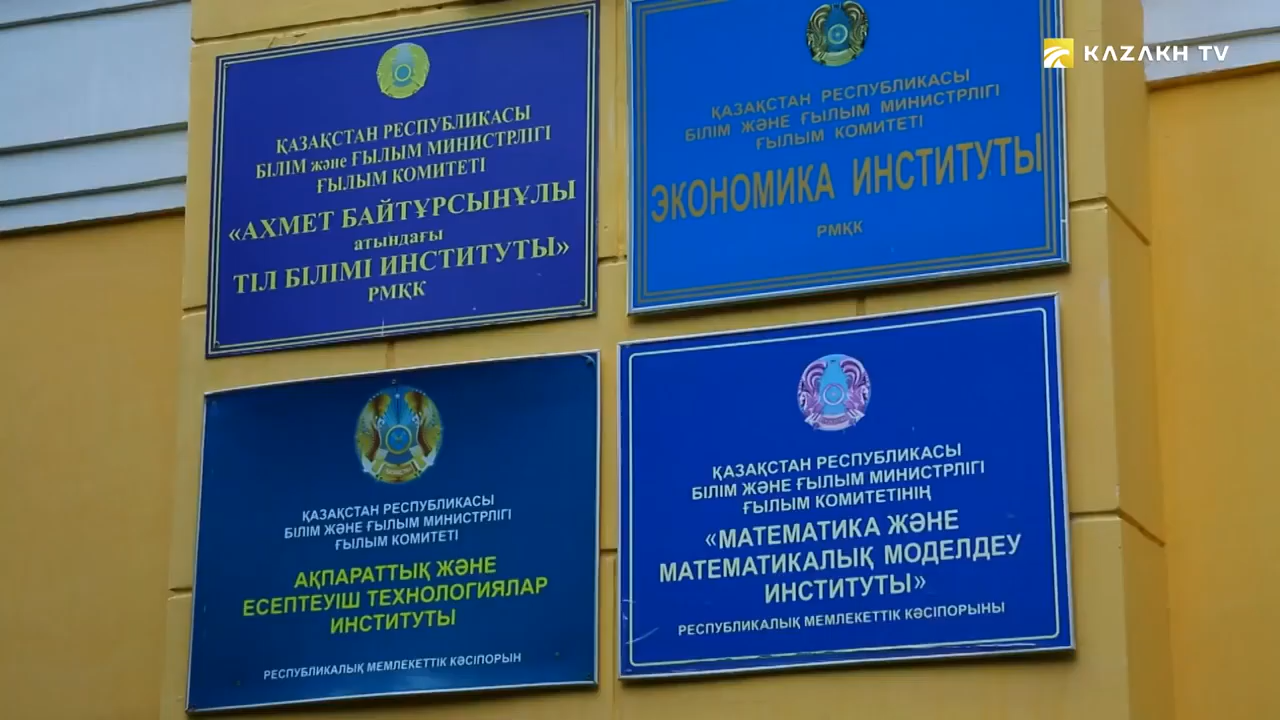 ҚАЗАҚСТАН РЕСПУБЛИКАСЫ
БІЛІМ және ҒЫЛЫМ МИНИСТРЛІГІ
ҒЫЛЫМ КОМИТЕТІ
«АХМЕТ БАЙТҰРСЫНҰЛЫ
атындағы
ТІЛ БІЛІМІ ИНСТИТУТЫ»
РМҚК
ҚАЗАҚСТАН РЕСПУБЛИКАСЫ
БІЛІМ ЖӘНЕ ҒЫЛЫМ МИНИСТРЛІГІ
ҒЫЛЫМ КОМИТЕТІ
ЭКОНОМИКА ИНСТИТУТЫ
РМҚК
KAZAKH TV
ҚАЗАҚСТАН РЕСПУБЛИКАСЫ
БІЛІМ ЖӘНЕ ҒЫЛЫМ МИНИСТРЛІГІ
ҒЫЛЫМ КОМИТЕТІ
АҚПАРАТТЫҚ ЖӘНЕ
ЕСЕПТЕУІШ ТЕХНОЛОГИЯЛАР
ИНСТИТУТЫ
РЕСПУБЛИКАЛЫҚ МЕМЛЕКЕТТІК КӘСІПОРЫН
ҚАЗАҚСТАН РЕСПУБЛИКАСЫ
БІЛІМ ЖӘНЕ ҒЫЛЫМ МИНИСТРЛІГІ
ҒЫЛЫМ КОМИТЕТІНІҢ
«МАТЕМАТИКА ЖӘНЕ
МАТЕМАТИКАЛЫҚ МОДЕЛДЕУ
ИНСТИТУТЫ»
РЕСПУБЛИКАЛЫҚ МЕМЛЕКЕТТІК КӘСІПОРЫНЫ